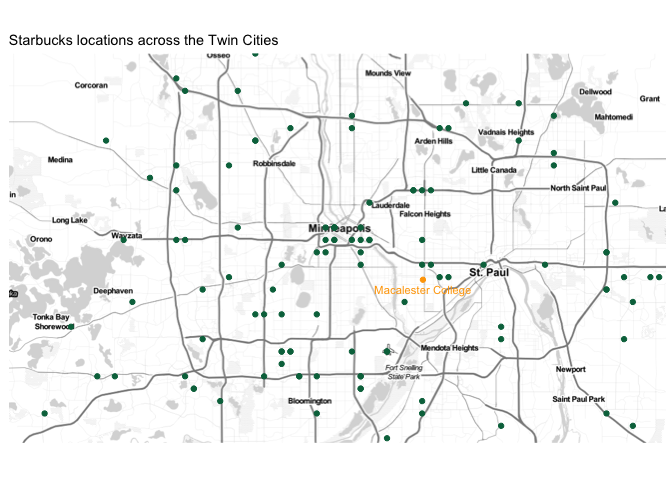 Starbucks locations across the Twin Cities
Osseo
Mounds View
Corcoran
Dellwood
Grant
Mahtomedi
Vadnais Heights
Arden Hills
Medina
Robbinsdale
Little Canada
North Saint Paul
in
Lauderdale
La
Falcon Heights
Long Lake
Minneapolis
Orono
Wayzata
St. Paul
Deephaven
Macalester College
Tonka Bay
Shorewood
Mendota Heights
Fort Snelling
State Park
Newport
Bloomington
Saint Paul Park